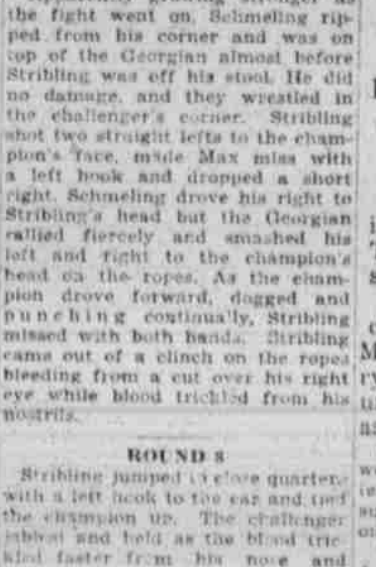 the fight went on. Schmeling rip-
ped from his corner and was on
top of the Georgian almost before
Stribling was off his stool. He did
no damage, and they wrestled in
the challenger's corner. Stribling
shot two straight lefts to the cham-
pion's face, made Max miss with
a left hook and dropped a short
right. Schmeling drove his right to
Stribling's head but the Georgian
rallied fiercely and smashed his
left and right to the champion's
head on the ropes. As the cham-
pion drove forward, dogged and
punching continually, Stribling
missed with both hands. Stribling
came out of a clinch on the ropes
bleeding from a cut over his right
eye while blood trickled from his
nostrils.
ROUND 8
Stribling jumped to close quarters
with a left hook to the ear and tied
the champion up. The challenger
jabbed and held as the blood tric-
kled faster from his nose and